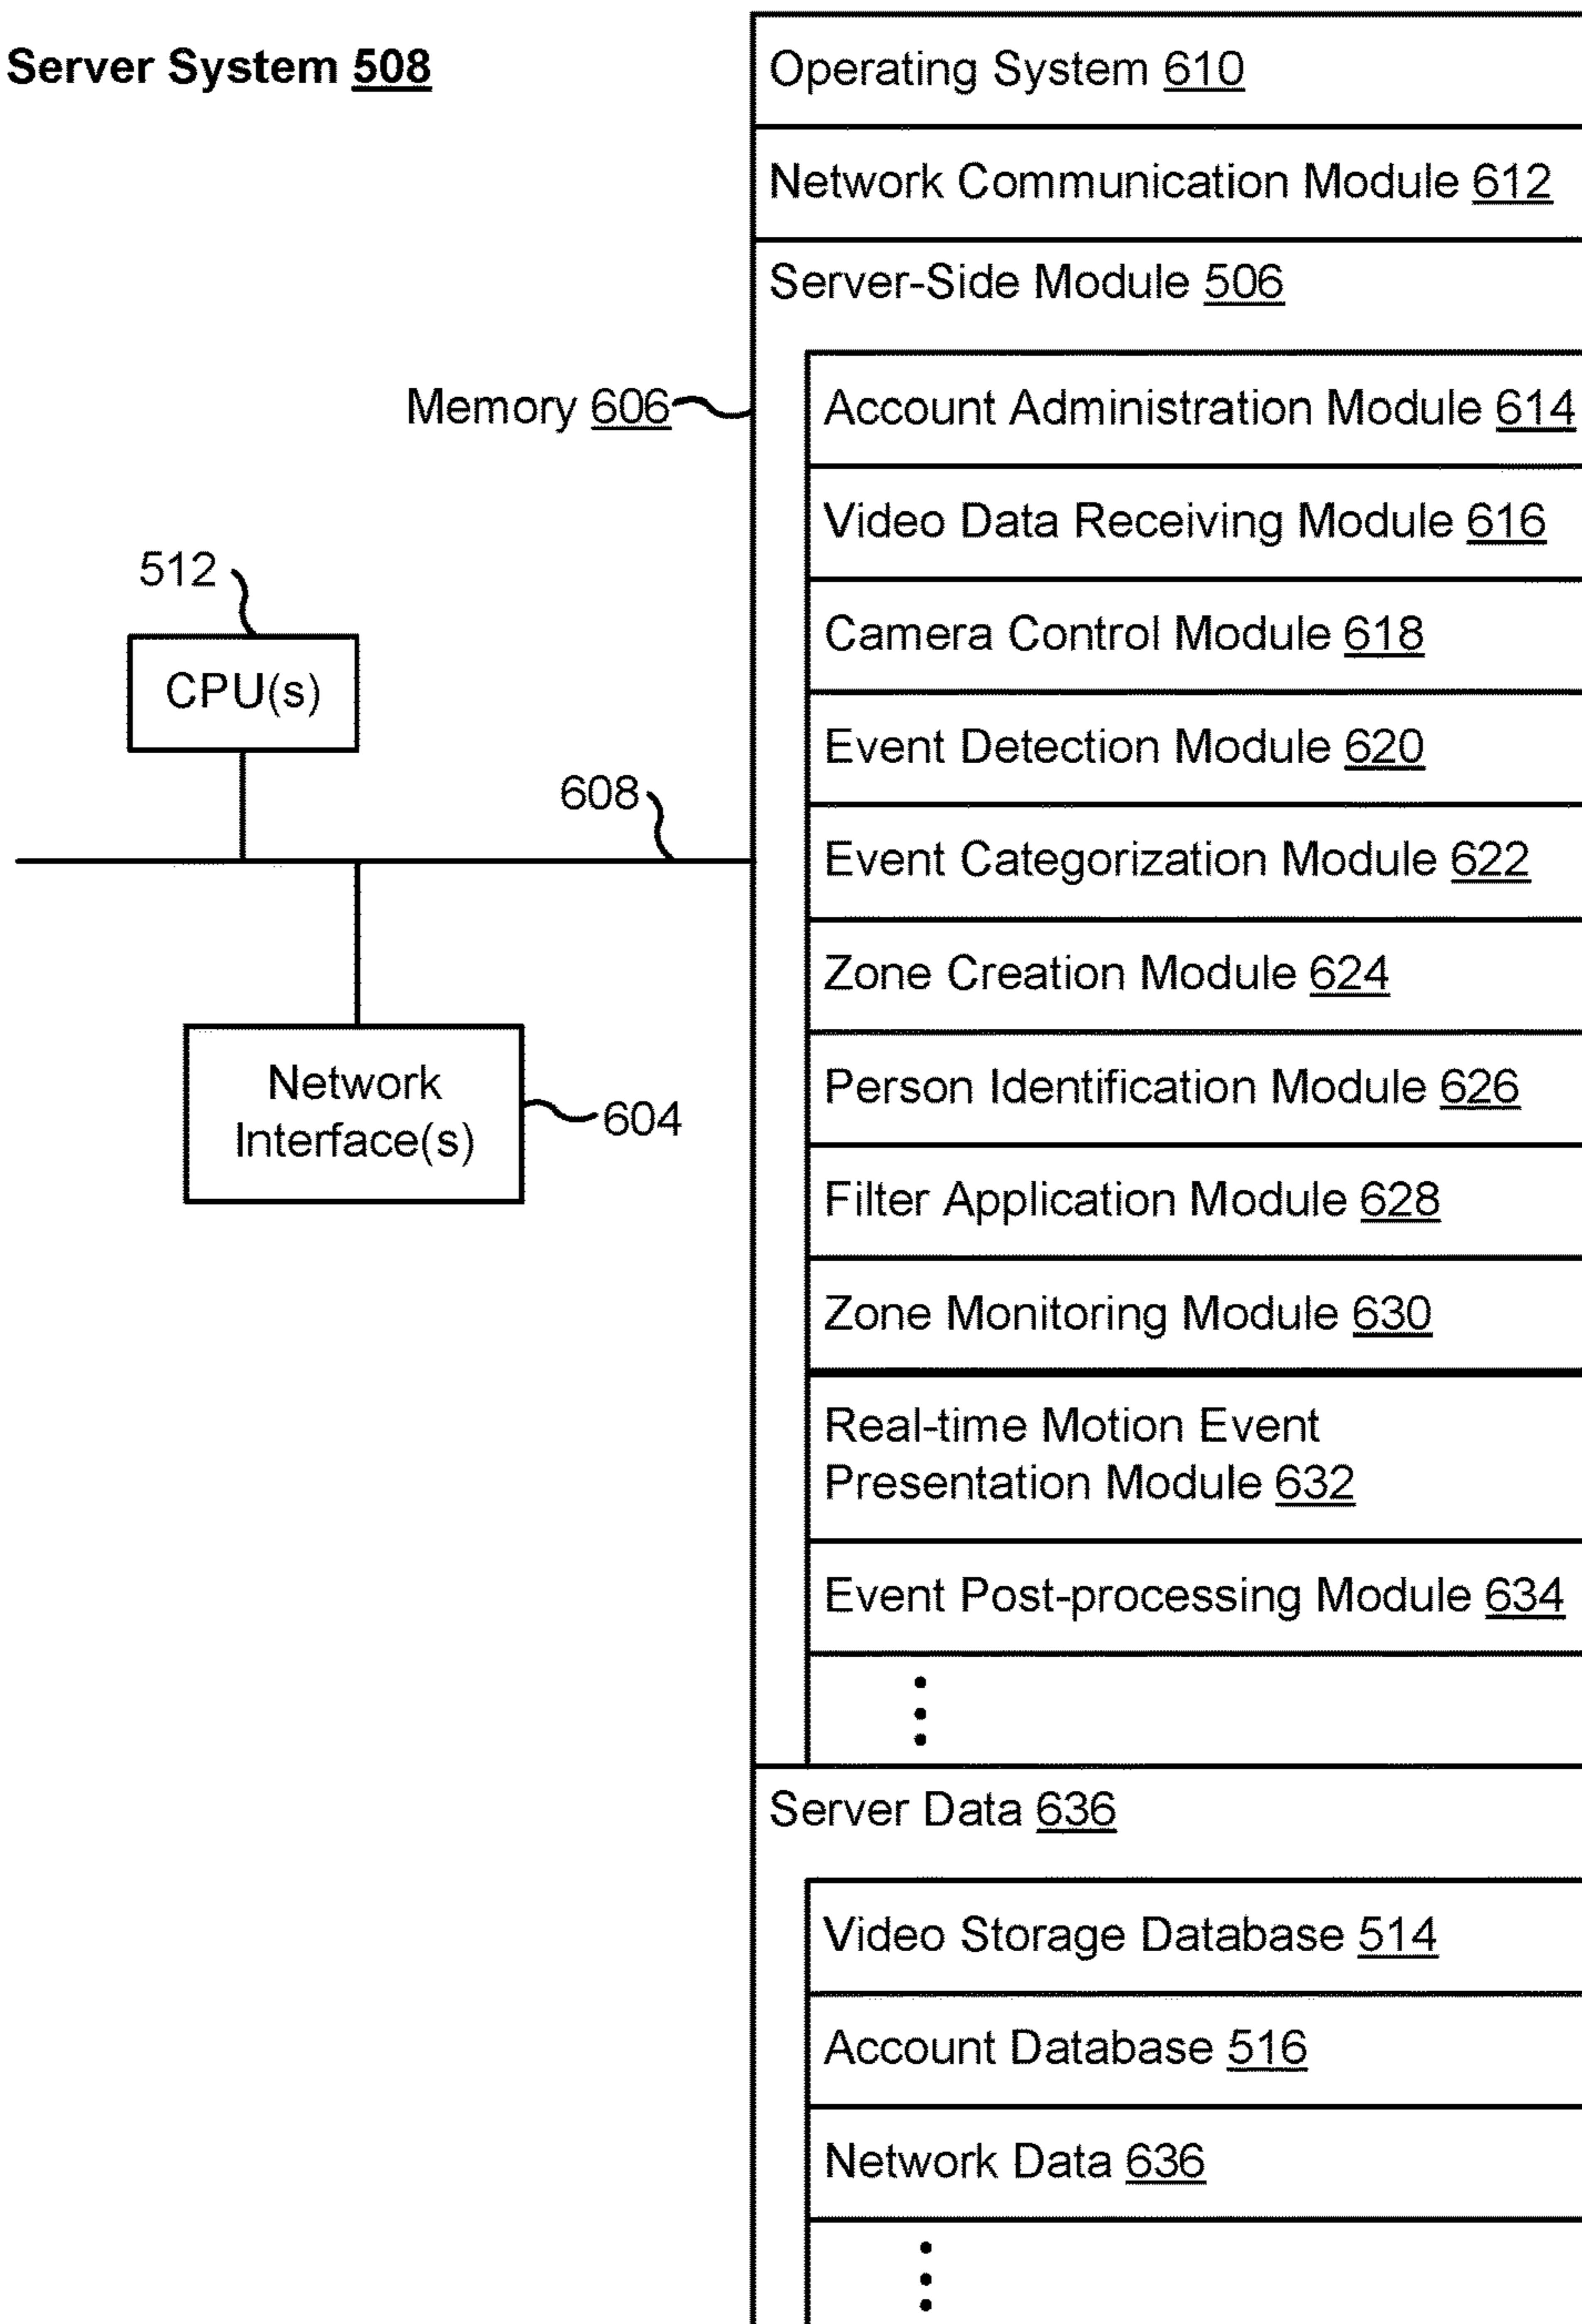 Server System 508
Operating System 610
Network Communication Module 612
Server-Side Module 506
Memory 606
Account Administration Module 614
Video Data Receiving Module 616
512
CPU(s)
Camera Control Module 618
Event Detection Module 620
608
Event Categorization Module 622
Zone Creation Module 624
Network
Interface(s)
604
Person Identification Module 626
Filter Application Module 628
Zone Monitoring Module 630
Real-time Motion Event
Presentation Module 632
Event Post-processing Module 634
Server Data 636
Video Storage Database 514
Account Database 516
Network Data 636